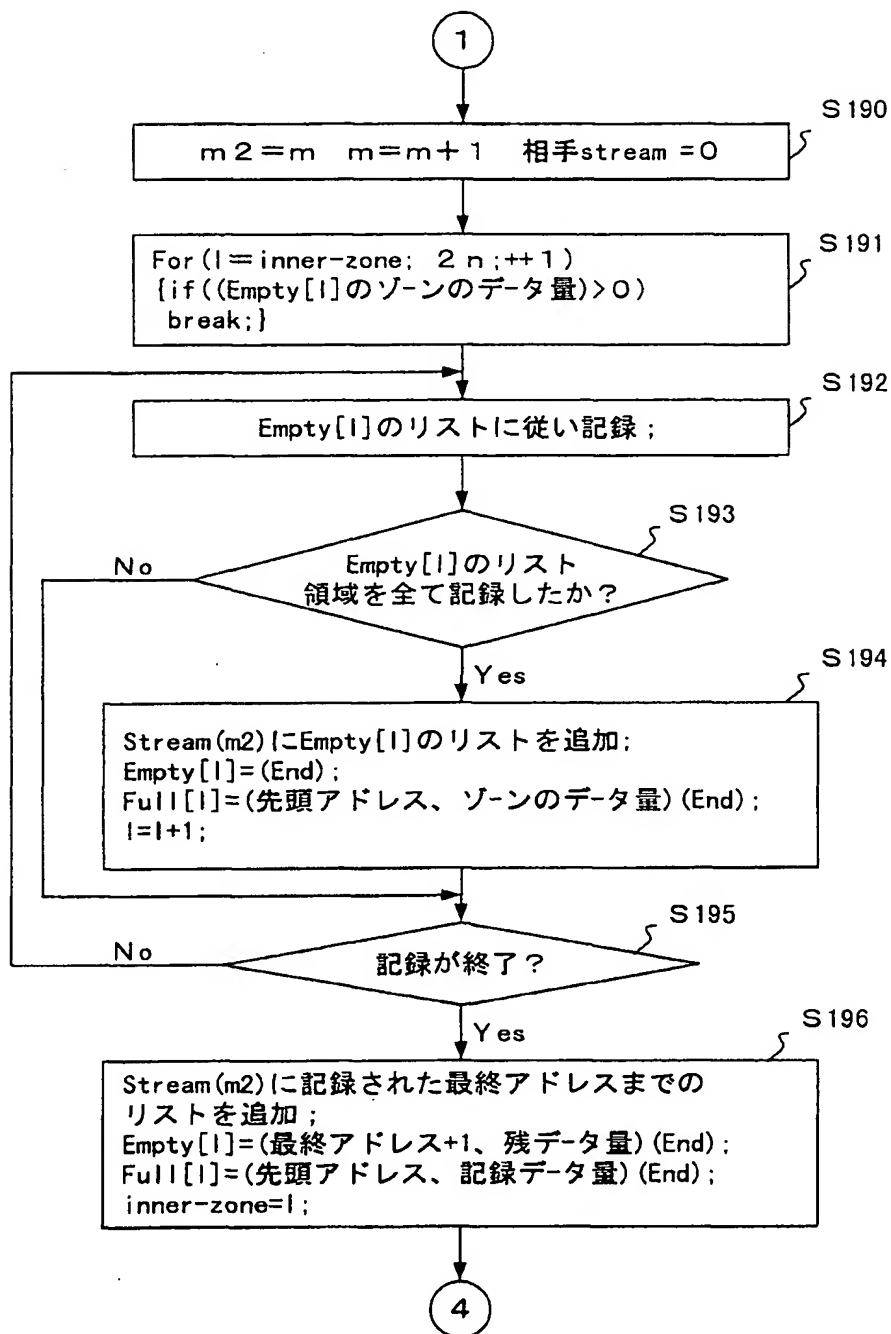 1
S190
m2=m m=m+1 相手stream =0
S191
For(l=inner-zone; 2n;++1)
{if((Empty[l]のゾーンのデータ量)>0)
break;}
S192
Empty[l]のリストに従い記録;
S193
No
Empty[l]のリスト
領域を全て記録したか?
Yes
S194
Stream(m2)にEmpty[l]のリストを追加;
Empty[l]=(End);
Full[l]=(先頭アドレス、ゾーンのデータ量)(End);
l=l+1;
S195
No
記録が終了?
Yes
S196
Stream(m2)に記録された最終アドレスまでの
リストを追加;
Empty[l]=(最終アドレス+1、残データ量)(End);
Full[l]=(先頭アドレス、記録データ量)(End);
inner-zone=l;
4